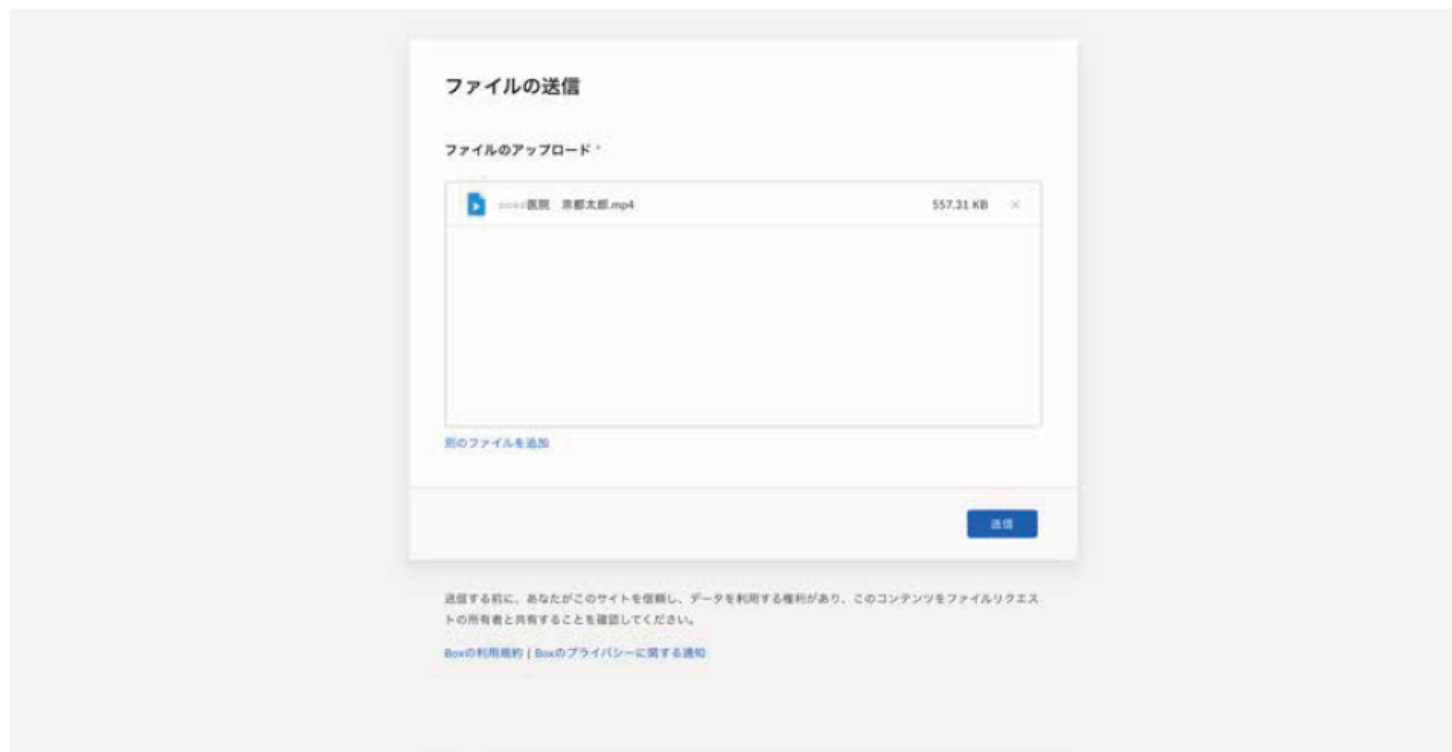 ファイルの送信
ファイルのアップロード *
○○○○医院　京都太郎.mp4
557.31 KB
別のファイルを追加
送信
送信する前に、あなたがこのサイトを信頼し、データを利用する権利があり、このコンテンツをファイルリクエス
トの所有者と共有することを確認してください。
Boxの利用規約 | Boxのプライバシーに関する通知